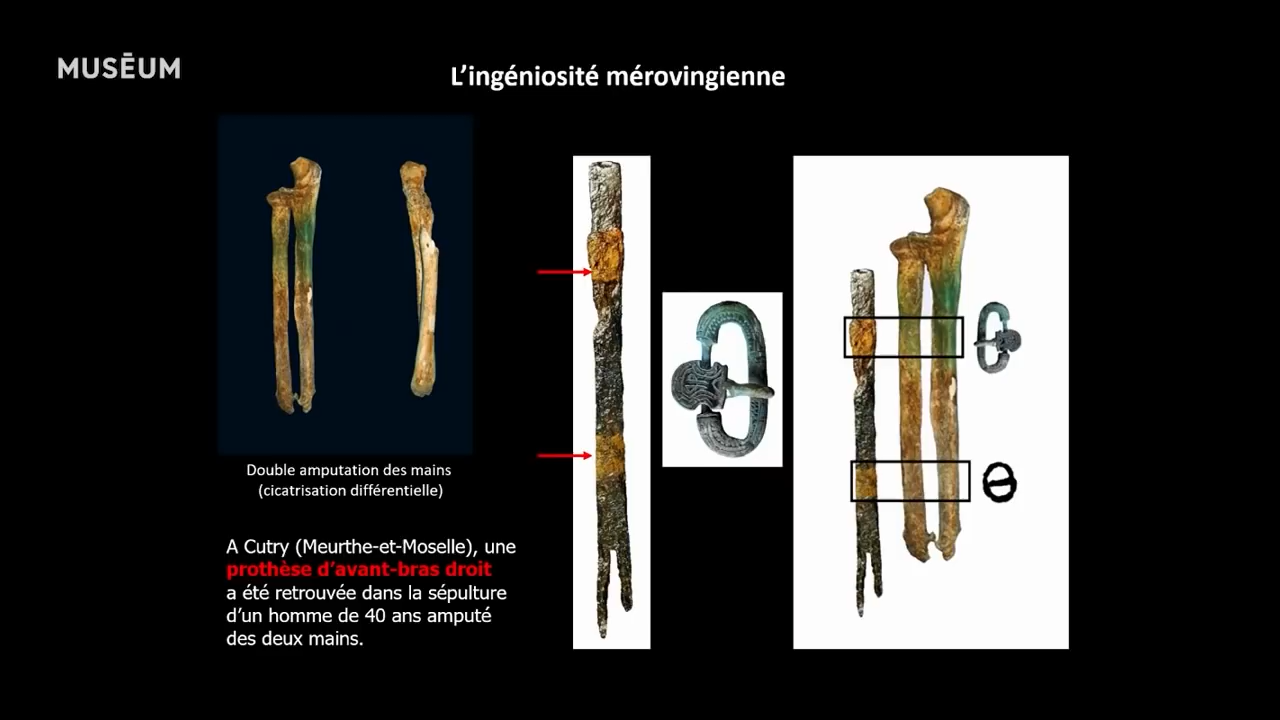 MUSĒUM
L’ingéniosité mérovingienne
Double amputation des mains
(cicatrisation différentielle)
A Cutry (Meurthe-et-Moselle), une
prothèse d’avant-bras droit
a été retrouvée dans la sépulture
d’un homme de 40 ans amputé
des deux mains.